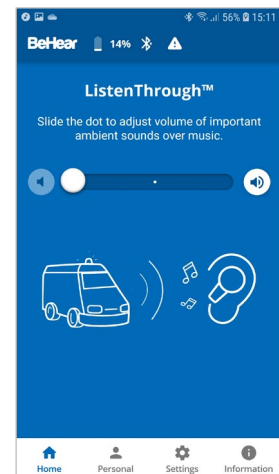 56% 15:11
BeHear 14%
ListenThrough™
Slide the dot to adjust volume of important
ambient sounds over music.
Home Personal Settings Information